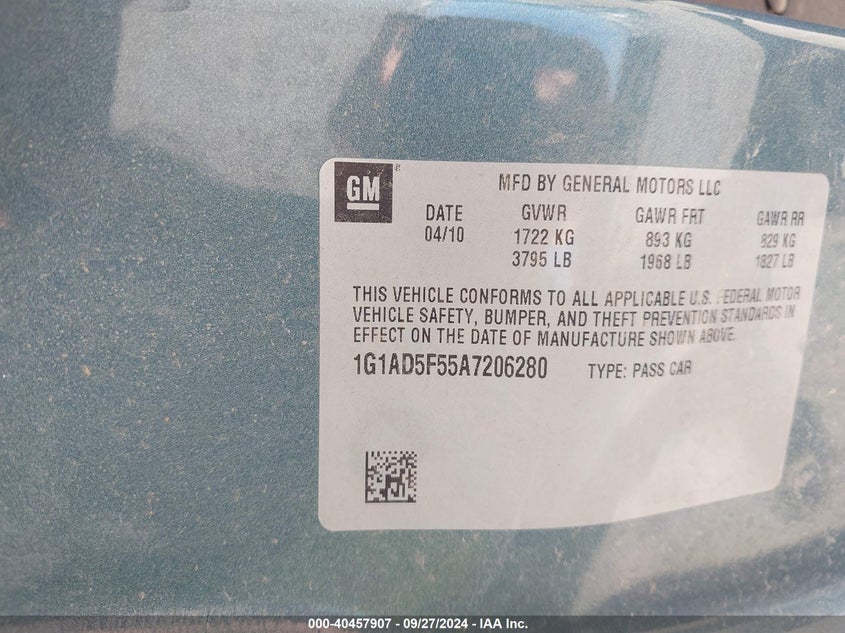 GM ®
MFD BY GENERAL MOTORS LLC
DATE GVWR GAWR FRT GAWR RR
04/10 1722 KG 893 KG 829 KG
3795 LB 1968 LB 1827 LB
THIS VEHICLE CONFORMS TO ALL APPLICABLE U.S. FEDERAL MOTOR
VEHICLE SAFETY, BUMPER, AND THEFT PREVENTION STANDARDS IN
EFFECT ON THE DATE OF MANUFACTURE SHOWN ABOVE.
1G1AD5F55A7206280 TYPE: PASS CAR
000-40457907 - 09/27/2024 - IAA Inc.